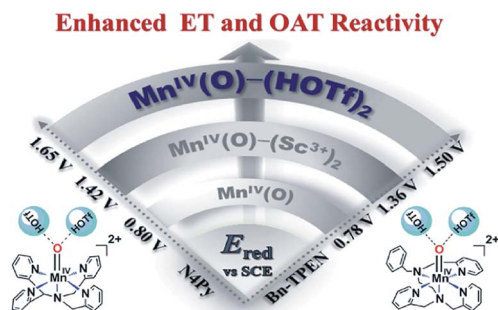 Enhanced ET and OAT Reactivity
Mn^IV(O)–(HOTf)₂
Mn^IV(O)–(Sc³⁺)₂
Mn^IV(O)
E_red
vs SCE
1.65 V
1.42 V
0.80 V
N4Py
Bn-TPEN
0.78 V
1.36 V
1.50 V
HOTf
HOTf
O
2+
IV
N
N
Mn
N
N
N
HOTf
HOTf
O
2+
IV
N
N
Mn
N
N
N